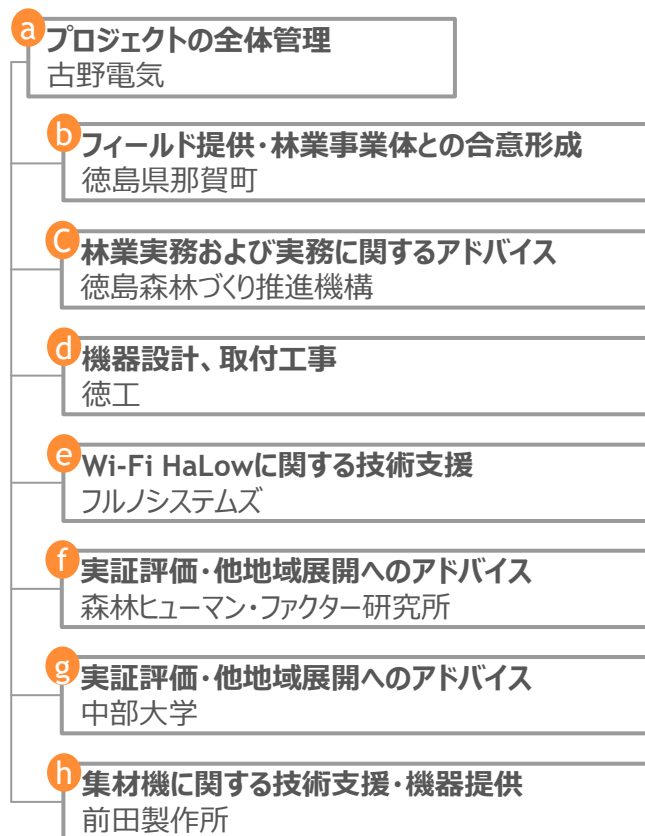 a
プロジェクトの全体管理
古野電気
b
フィールド提供・林業事業体との合意形成
徳島県那賀町
C
林業実務および実務に関するアドバイス
徳島森林づくり推進機構
d
機器設計、取付工事
徳工
e
Wi-Fi HaLowに関する技術支援
フルノシステムズ
f
実証評価・他地域展開へのアドバイス
森林ヒューマン・ファクター研究所
g
実証評価・他地域展開へのアドバイス
中部大学
h
集材機に関する技術支援・機器提供
前田製作所